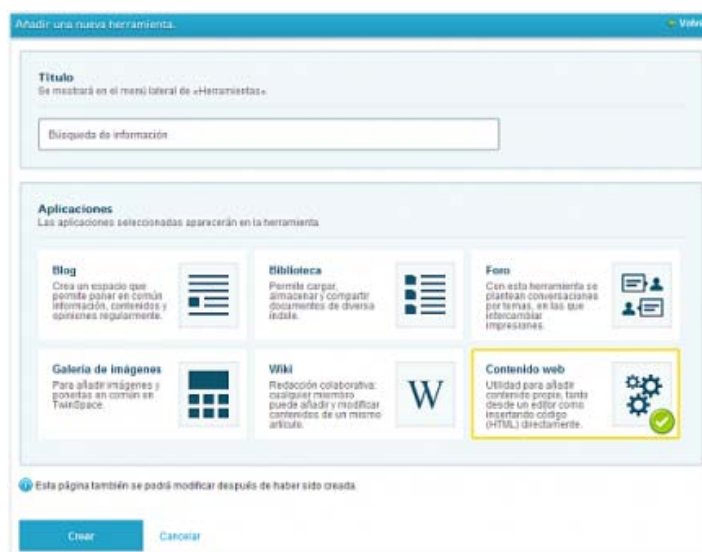 Añadir una nueva herramienta.
Volve
Título
Se mostrará en el menú lateral de «Herramientas»
Búsqueda de información
Aplicaciones
Las aplicaciones seleccionadas aparecerán en la herramienta
Blog
Crea un espacio que
permite poner en común
información, contenidos y
opiniones regularmente.
Biblioteca
Permite cargar,
almacenar y compartir
documentos de diversa
índole.
Foro
Con esta herramienta se
plantean conversaciones
por temas, en las que
intercambiar
impresiones.
Galería de imágenes
Para añadir imágenes y
ponerlas en común en
TwinSpace.
Wiki
Redacción colaborativa:
cualquier miembro
puede añadir y modificar
contenidos de un mismo
artículo.
W
Contenido web
Utilidad para añadir
contenido propio, tanto
desde un editor como
insertando código
(HTML) directamente.
Esta página también se podrá modificar después de haber sido creada.
Crear
Cancelar